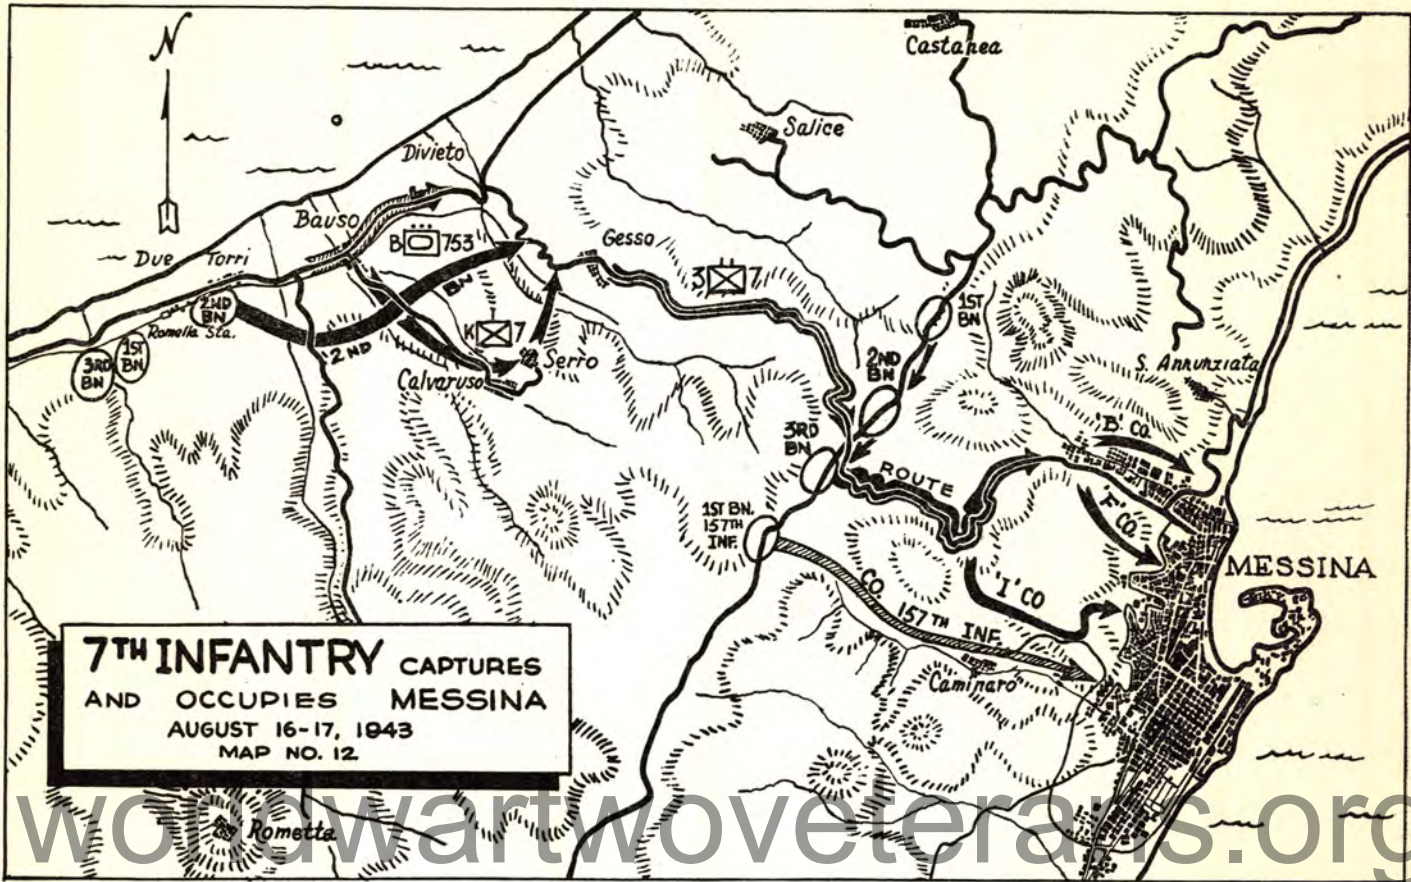 N
Castanea
Salice
Divieto
Bauso
B 753
Gesso
Due Torri
3 7
2ND
BN
Rometta Sta.
1ST
BN
3RD
BN
2ND
BN
K 7
Serro
Calvaruso
1ST
BN
2ND
BN
S. Annunziata
3RD
BN
'B' Co.
ROUTE
'F' CO.
1ST BN.
157TH
INF.
MESSINA
'I' CO
CO. 157TH INF.
Caminaro
7TH INFANTRY CAPTURES
AND OCCUPIES MESSINA
AUGUST 16-17, 1943
MAP NO. 12
Rometta
worldwartwoveterans.org